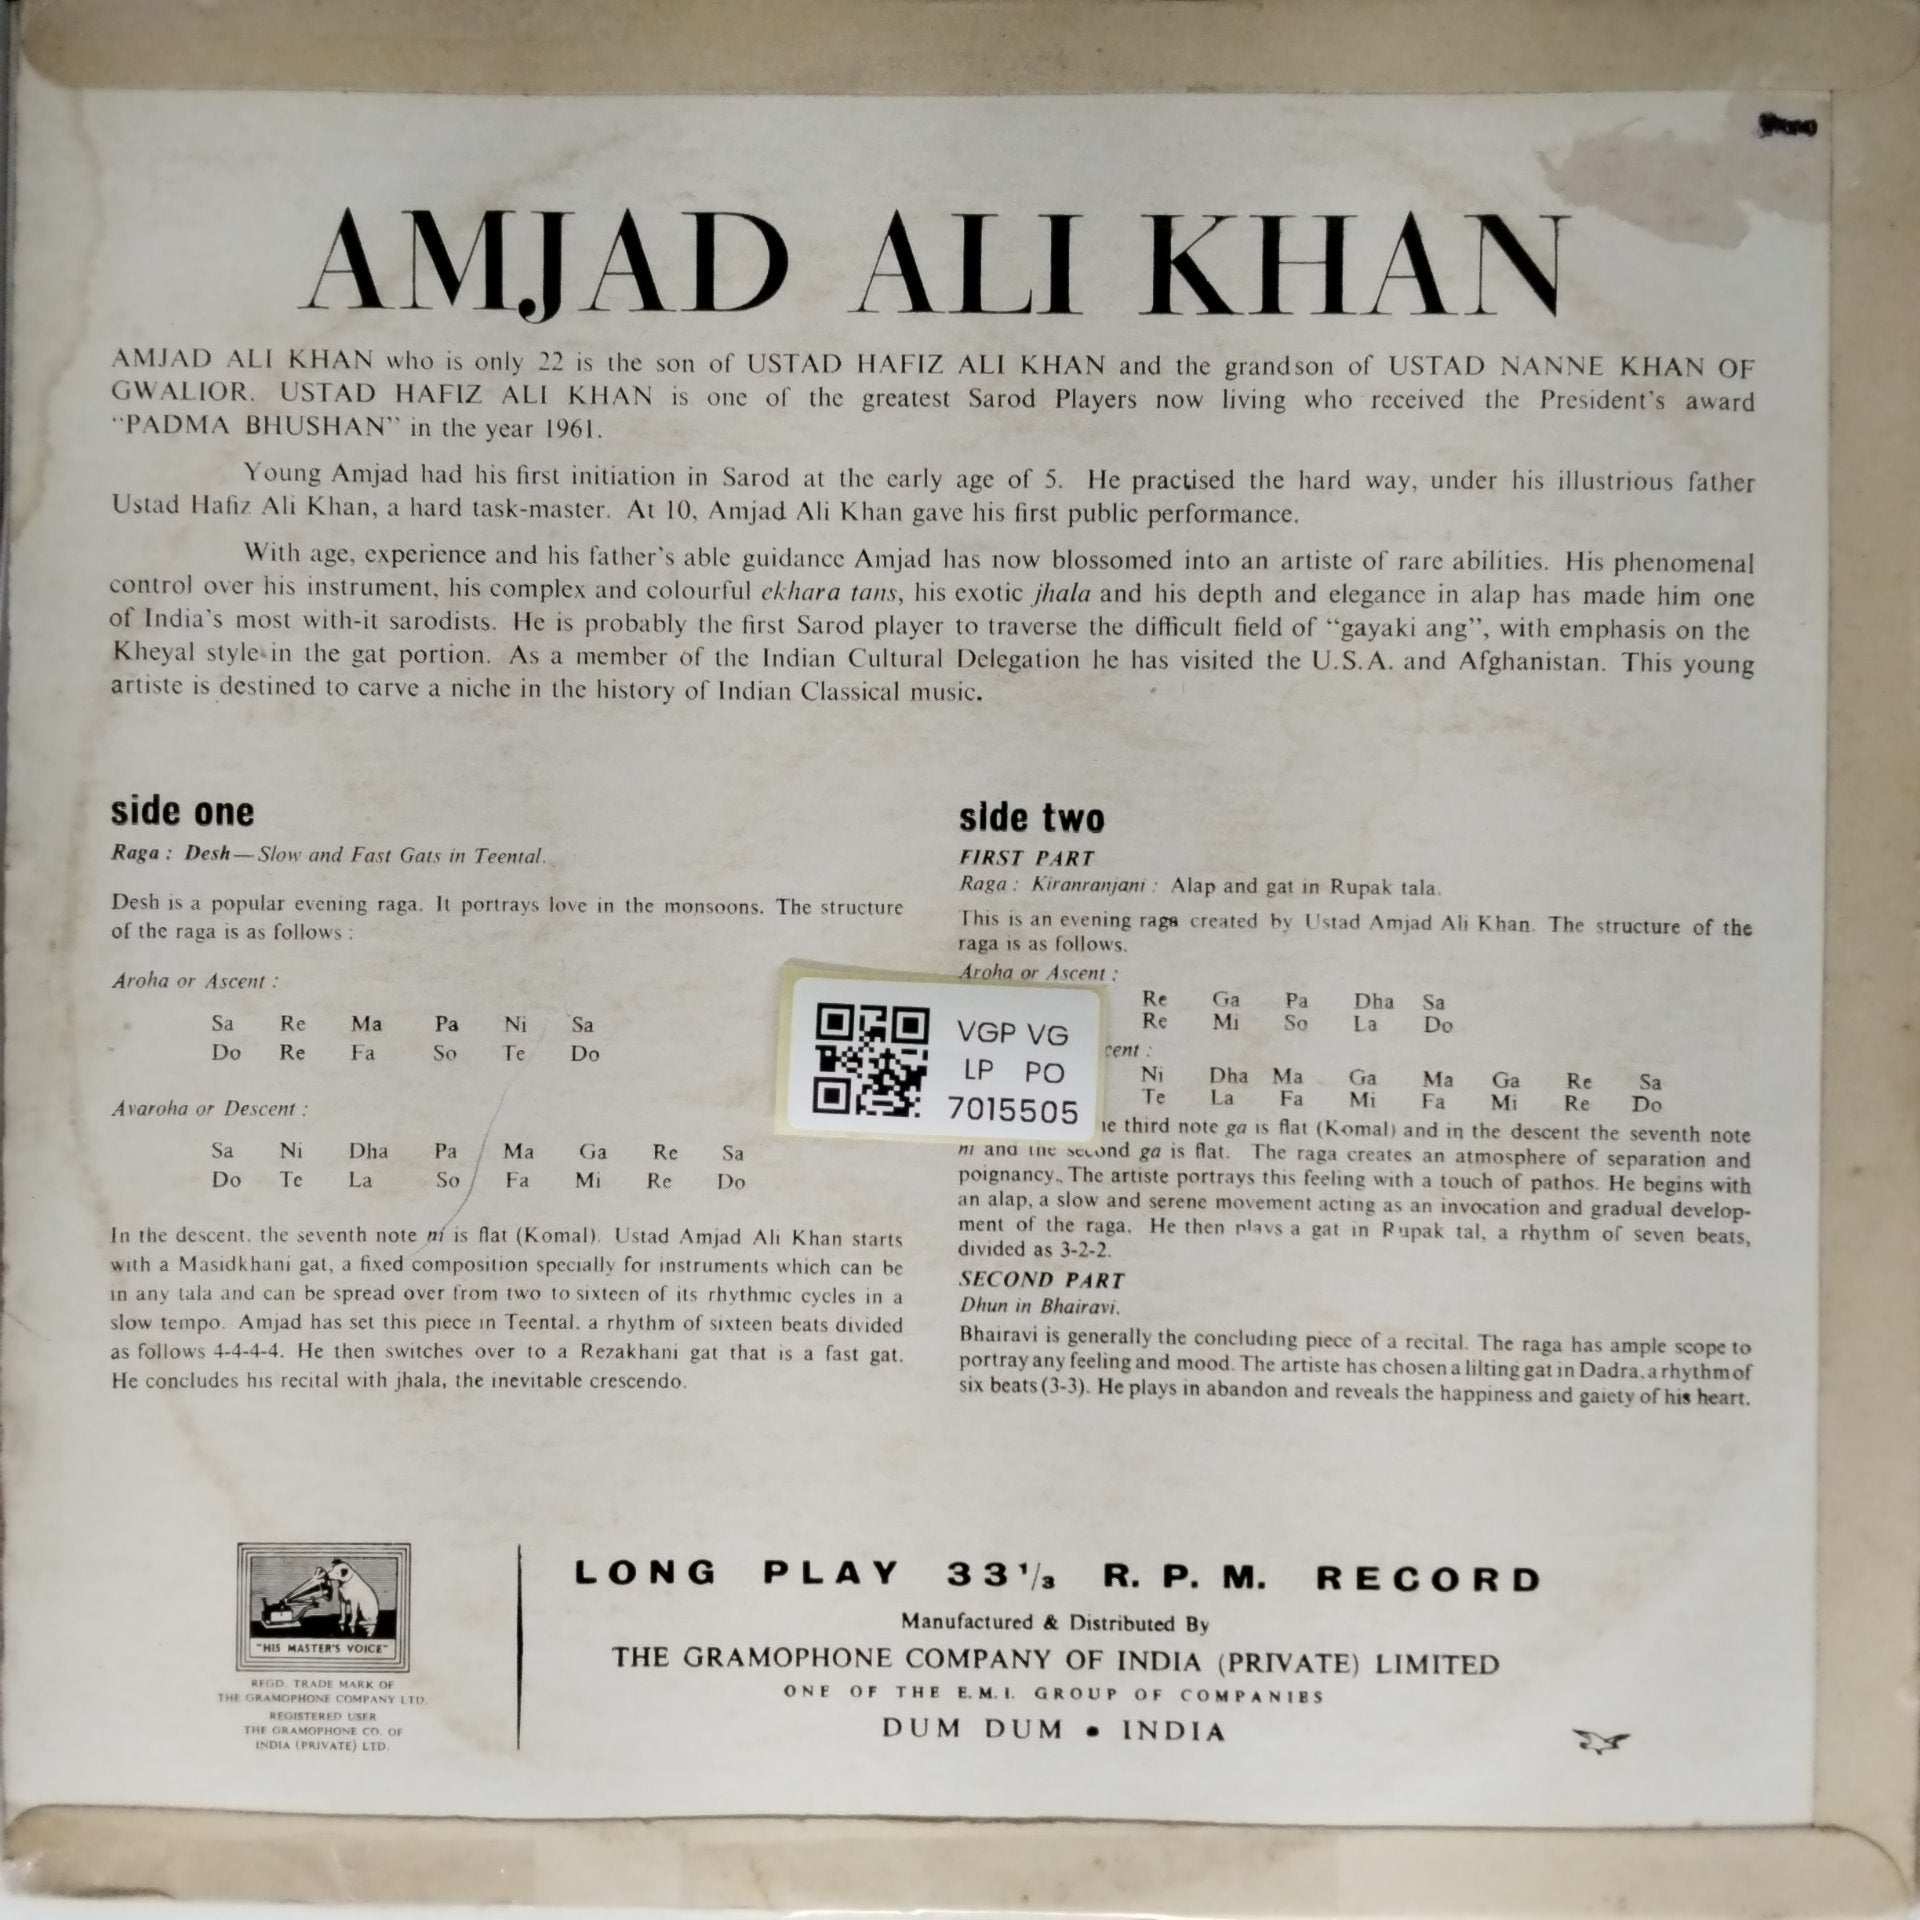 AMJAD ALI KHAN
AMJAD ALI KHAN who is only 22 is the son of USTAD HAFIZ ALI KHAN and the grandson of USTAD NANNE KHAN OF
GWALIOR. USTAD HAFIZ ALI KHAN is one of the greatest Sarod Players now living who received the President's award
"PADMA BHUSHAN" in the year 1961.
Young Amjad had his first initiation in Sarod at the early age of 5. He practised the hard way, under his illustrious father
Ustad Hafiz Ali Khan, a hard task-master. At 10, Amjad Ali Khan gave his first public performance.
With age, experience and his father's able guidance Amjad has now blossomed into an artiste of rare abilities. His phenomenal
control over his instrument, his complex and colourful ekhara tans, his exotic jhala and his depth and elegance in alap has made him one
of India's most with-it sarodists. He is probably the first Sarod player to traverse the difficult field of "gayaki ang", with emphasis on the
Kheyal style in the gat portion. As a member of the Indian Cultural Delegation he has visited the U.S.A. and Afghanistan. This young
artiste is destined to carve a niche in the history of Indian Classical music.
side one
Raga : Desh—Slow and Fast Gats in Teental.
Desh is a popular evening raga. It portrays love in the monsoons. The structure
of the raga is as follows :
Aroha or Ascent :
Sa Re Ma Pa Ni Sa
Do Re Fa So Te Do
Avaroha or Descent :
Sa Ni Dha Pa Ma Ga Re Sa
Do Te La So Fa Mi Re Do
In the descent, the seventh note ni is flat (Komal). Ustad Amjad Ali Khan starts
with a Masidkhani gat, a fixed composition specially for instruments which can be
in any tala and can be spread over from two to sixteen of its rhythmic cycles in a
slow tempo. Amjad has set this piece in Teental, a rhythm of sixteen beats divided
as follows 4-4-4-4. He then switches over to a Rezakhani gat that is a fast gat.
He concludes his recital with jhala, the inevitable crescendo.
side two
FIRST PART
Raga : Kiranranjani : Alap and gat in Rupak tala.
This is an evening raga created by Ustad Amjad Ali Khan. The structure of the
raga is as follows.
Aroha or Ascent :
Re Ga Pa Dha Sa
Re Mi So La Do
cent :
Ni Dha Ma Ga Ma Ga Re Sa
Te La Fa Mi Fa Mi Re Do
third note ga is flat (Komal) and in the descent the seventh note
ni and the second ga is flat. The raga creates an atmosphere of separation and
poignancy. The artiste portrays this feeling with a touch of pathos. He begins with
an alap, a slow and serene movement acting as an invocation and gradual develop-
ment of the raga. He then plays a gat in Rupak tal, a rhythm of seven beats,
divided as 3-2-2.
SECOND PART
Dhun in Bhairavi.
Bhairavi is generally the concluding piece of a recital. The raga has ample scope to
portray any feeling and mood. The artiste has chosen a lilting gat in Dadra, a rhythm of
six beats (3-3). He plays in abandon and reveals the happiness and gaiety of his heart.
VGP VG
LP PO
7015505
"HIS MASTER'S VOICE"
REGD. TRADE MARK OF
THE GRAMOPHONE COMPANY LTD.
REGISTERED USER
THE GRAMOPHONE CO. OF
INDIA (PRIVATE) LTD.
LONG PLAY 33 1/3 R. P. M. RECORD
Manufactured & Distributed By
THE GRAMOPHONE COMPANY OF INDIA (PRIVATE) LIMITED
ONE OF THE E.M.I. GROUP OF COMPANIES
DUM DUM • INDIA